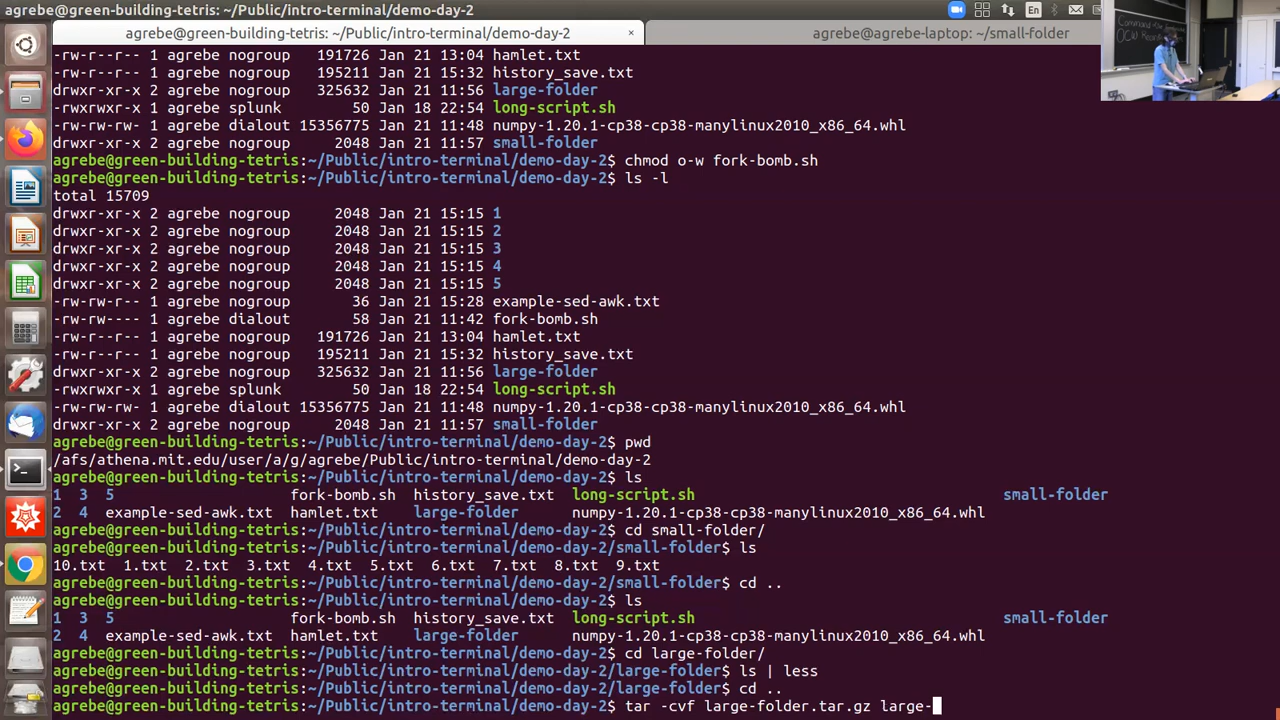 agrebe@green-building-tetris: ~/Public/intro-terminal/demo-day-2
En
agrebe@green-building-tetris: ~/Public/intro-terminal/demo-day-2 ×
agrebe@agrebe-laptop: ~/small-folder
-rw-r--r-- 1 agrebe nogroup 191726 Jan 21 13:04 hamlet.txt
-rw-r--r-- 1 agrebe nogroup 195211 Jan 21 15:32 history_save.txt
drwxr-xr-x 2 agrebe nogroup 325632 Jan 21 11:56 large-folder
-rwxrwxr-x 1 agrebe splunk 50 Jan 18 22:54 long-script.sh
-rw-rw-rw- 1 agrebe dialout 15356775 Jan 21 11:48 numpy-1.20.1-cp38-cp38-manylinux2010_x86_64.whl
drwxr-xr-x 2 agrebe nogroup 2048 Jan 21 11:57 small-folder
agrebe@green-building-tetris:~/Public/intro-terminal/demo-day-2$ chmod o-w fork-bomb.sh
agrebe@green-building-tetris:~/Public/intro-terminal/demo-day-2$ ls -l
total 15709
drwxr-xr-x 2 agrebe nogroup 2048 Jan 21 15:15 1
drwxr-xr-x 2 agrebe nogroup 2048 Jan 21 15:15 2
drwxr-xr-x 2 agrebe nogroup 2048 Jan 21 15:15 3
drwxr-xr-x 2 agrebe nogroup 2048 Jan 21 15:15 4
drwxr-xr-x 2 agrebe nogroup 2048 Jan 21 15:15 5
-rw-rw-r-- 1 agrebe nogroup 36 Jan 21 15:28 example-sed-awk.txt
-rw-rw---- 1 agrebe dialout 58 Jan 21 11:42 fork-bomb.sh
-rw-r--r-- 1 agrebe nogroup 191726 Jan 21 13:04 hamlet.txt
-rw-r--r-- 1 agrebe nogroup 195211 Jan 21 15:32 history_save.txt
drwxr-xr-x 2 agrebe nogroup 325632 Jan 21 11:56 large-folder
-rwxrwxr-x 1 agrebe splunk 50 Jan 18 22:54 long-script.sh
-rw-rw-rw- 1 agrebe dialout 15356775 Jan 21 11:48 numpy-1.20.1-cp38-cp38-manylinux2010_x86_64.whl
drwxr-xr-x 2 agrebe nogroup 2048 Jan 21 11:57 small-folder
agrebe@green-building-tetris:~/Public/intro-terminal/demo-day-2$ pwd
/afs/athena.mit.edu/user/a/g/agrebe/Public/intro-terminal/demo-day-2
agrebe@green-building-tetris:~/Public/intro-terminal/demo-day-2$ ls
1 3 5 fork-bomb.sh history_save.txt long-script.sh small-folder
2 4 example-sed-awk.txt hamlet.txt large-folder numpy-1.20.1-cp38-cp38-manylinux2010_x86_64.whl
agrebe@green-building-tetris:~/Public/intro-terminal/demo-day-2$ cd small-folder/
agrebe@green-building-tetris:~/Public/intro-terminal/demo-day-2/small-folder$ ls
10.txt 1.txt 2.txt 3.txt 4.txt 5.txt 6.txt 7.txt 8.txt 9.txt
agrebe@green-building-tetris:~/Public/intro-terminal/demo-day-2/small-folder$ cd ..
agrebe@green-building-tetris:~/Public/intro-terminal/demo-day-2$ ls
1 3 5 fork-bomb.sh history_save.txt long-script.sh small-folder
2 4 example-sed-awk.txt hamlet.txt large-folder numpy-1.20.1-cp38-cp38-manylinux2010_x86_64.whl
agrebe@green-building-tetris:~/Public/intro-terminal/demo-day-2$ cd large-folder/
agrebe@green-building-tetris:~/Public/intro-terminal/demo-day-2/large-folder$ ls | less
agrebe@green-building-tetris:~/Public/intro-terminal/demo-day-2/large-folder$ cd ..
agrebe@green-building-tetris:~/Public/intro-terminal/demo-day-2$ tar -cvf large-folder.tar.gz large-